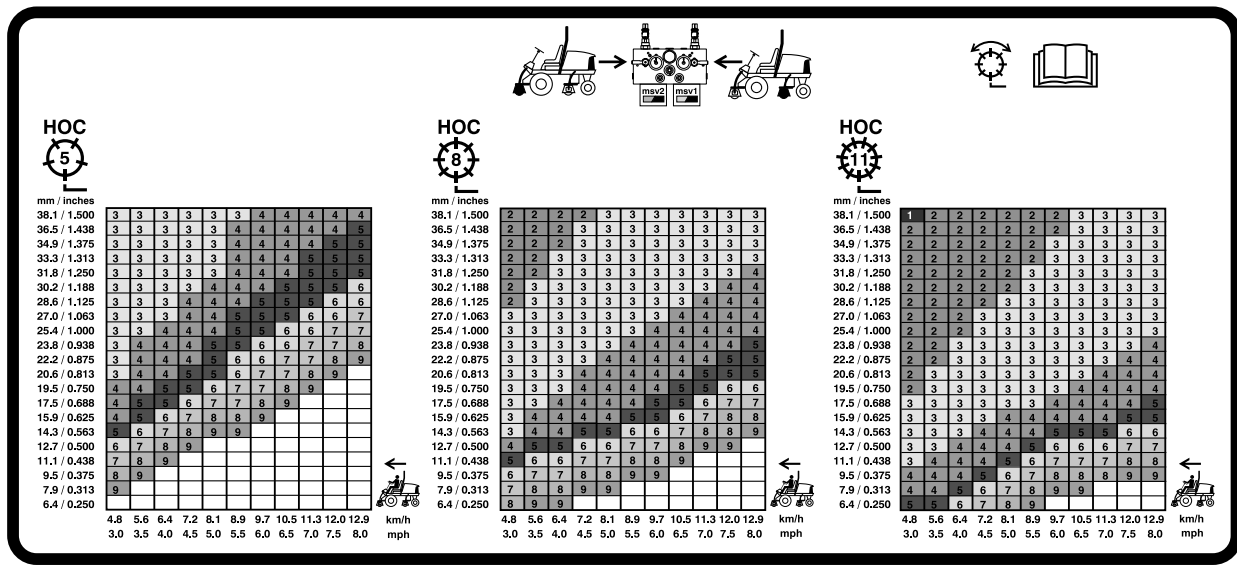 msv2 msv1
HOC
5
mm / inches
38.1 / 1.500 3 3 3 3 3 3 4 4 4 4 4
36.5 / 1.438 3 3 3 3 3 4 4 4 4 4 5
34.9 / 1.375 3 3 3 3 3 4 4 4 4 5 5
33.3 / 1.313 3 3 3 3 3 4 4 4 5 5 5
31.8 / 1.250 3 3 3 3 3 4 4 4 5 5 5
30.2 / 1.188 3 3 3 4 4 4 4 5 5 5 6
28.6 / 1.125 3 3 3 4 4 4 5 5 5 6 6
27.0 / 1.063 3 3 3 4 4 5 5 5 6 6 7
25.4 / 1.000 3 3 4 4 4 5 5 6 6 7 7
23.8 / 0.938 3 4 4 4 5 5 6 6 7 7 8
22.2 / 0.875 3 4 4 4 5 6 6 7 7 8 9
20.6 / 0.813 3 4 4 5 5 6 7 7 8 9
19.5 / 0.750 4 4 5 5 6 7 7 8 9
17.5 / 0.688 4 5 5 6 7 7 8 9
15.9 / 0.625 4 5 6 7 8 8 9
14.3 / 0.563 5 6 7 8 9 9
12.7 / 0.500 6 7 8 9
11.1 / 0.438 7 8 9
9.5 / 0.375 8 9
7.9 / 0.313 9
6.4 / 0.250
4.8 5.6 6.4 7.2 8.1 8.9 9.7 10.5 11.3 12.0 12.9 km/h
3.0 3.5 4.0 4.5 5.0 5.5 6.0 6.5 7.0 7.5 8.0 mph
HOC
8
mm / inches
38.1 / 1.500 2 2 2 2 3 3 3 3 3 3 3
36.5 / 1.438 2 2 2 3 3 3 3 3 3 3 3
34.9 / 1.375 2 2 2 3 3 3 3 3 3 3 3
33.3 / 1.313 2 2 3 3 3 3 3 3 3 3 3
31.8 / 1.250 2 2 3 3 3 3 3 3 3 3 4
30.2 / 1.188 2 3 3 3 3 3 3 3 3 4 4
28.6 / 1.125 2 3 3 3 3 3 3 3 4 4 4
27.0 / 1.063 3 3 3 3 3 3 3 4 4 4 4
25.4 / 1.000 3 3 3 3 3 3 4 4 4 4 4
23.8 / 0.938 3 3 3 3 3 4 4 4 4 4 5
22.2 / 0.875 3 3 3 3 4 4 4 4 4 5 5
20.6 / 0.813 3 3 3 4 4 4 4 4 5 5 5
19.5 / 0.750 3 3 3 4 4 4 4 5 5 6 6
17.5 / 0.688 3 3 4 4 4 5 5 6 6 7 7
15.9 / 0.625 3 4 4 4 5 5 6 7 7 8 8
14.3 / 0.563 3 4 4 5 5 6 6 7 8 8 9
12.7 / 0.500 4 5 5 6 6 7 7 8 9 9
11.1 / 0.438 5 6 6 7 7 8 8 9
9.5 / 0.375 6 7 7 8 8 9 9
7.9 / 0.313 7 8 8 9 9
6.4 / 0.250 8 9 9
4.8 5.6 6.4 7.2 8.1 8.9 9.7 10.5 11.3 12.0 12.9 km/h
3.0 3.5 4.0 4.5 5.0 5.5 6.0 6.5 7.0 7.5 8.0 mph
HOC
11
mm / inches
38.1 / 1.500 1 2 2 2 2 2 2 3 3 3 3
36.5 / 1.438 2 2 2 2 2 2 2 3 3 3 3
34.9 / 1.375 2 2 2 2 2 2 3 3 3 3 3
33.3 / 1.313 2 2 2 2 2 2 3 3 3 3 3
31.8 / 1.250 2 2 2 2 2 3 3 3 3 3 3
30.2 / 1.188 2 2 2 2 2 3 3 3 3 3 3
28.6 / 1.125 2 2 2 2 3 3 3 3 3 3 3
27.0 / 1.063 2 2 2 3 3 3 3 3 3 3 3
25.4 / 1.000 2 2 2 3 3 3 3 3 3 3 3
23.8 / 0.938 2 2 3 3 3 3 3 3 3 3 4
22.2 / 0.875 2 2 3 3 3 3 3 3 3 4 4
20.6 / 0.813 2 3 3 3 3 3 3 3 4 4 4
19.5 / 0.750 2 3 3 3 3 3 3 4 4 4 4
17.5 / 0.688 3 3 3 3 3 3 4 4 4 4 5
15.9 / 0.625 3 3 3 3 4 4 4 4 4 5 5
14.3 / 0.563 3 3 3 4 4 4 5 5 5 6 6
12.7 / 0.500 3 3 4 4 4 5 6 6 6 7 7
11.1 / 0.438 3 4 4 4 5 6 7 7 7 8 8
9.5 / 0.375 4 4 4 5 6 7 7 8 8 9 9
7.9 / 0.313 4 4 5 6 7 8 9 9
6.4 / 0.250 5 5 6 7 8 9
4.8 5.6 6.4 7.2 8.1 8.9 9.7 10.5 11.3 12.0 12.9 km/h
3.0 3.5 4.0 4.5 5.0 5.5 6.0 6.5 7.0 7.5 8.0 mph